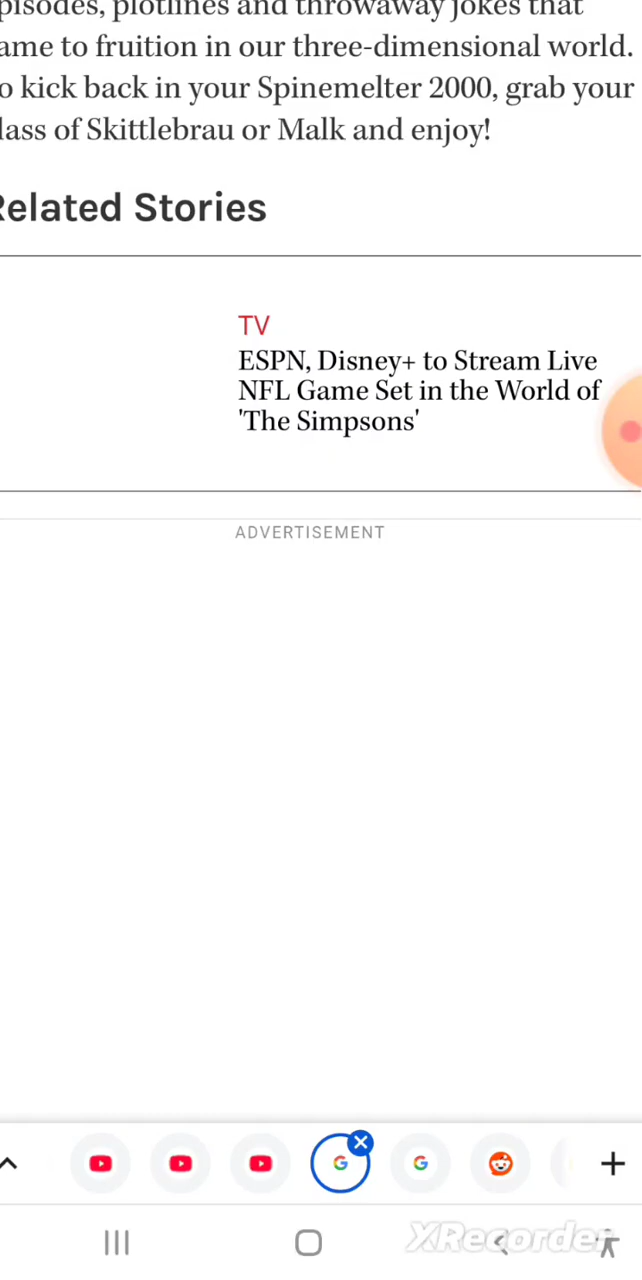 pisodes, plotlines and throwaway jokes that
ame to fruition in our three-dimensional world.
o kick back in your Spinemelter 2000, grab your
lass of Skittlebrau or Malk and enjoy!
Related Stories
TV
ESPN, Disney+ to Stream Live
NFL Game Set in the World of
'The Simpsons'
ADVERTISEMENT
XRecorder